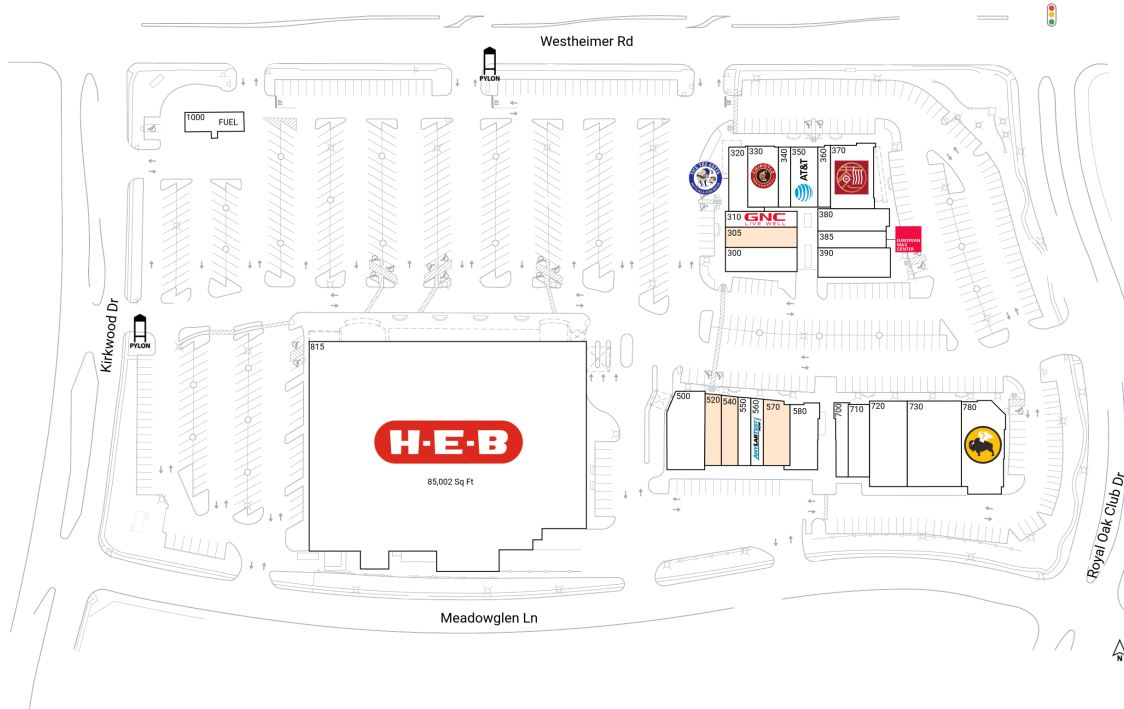 Westheimer Rd
PYLON
1000
FUEL
320
330
340
350
360
370
AT&T
310
GNC
LIVE WELL
305
300
380
385
390
EUROPEAN
WAX
CENTER
Kirkwood Dr
PYLON
815
H-E-B
85,002 Sq Ft
500
520
540
550
560
570
580
700
710
720
730
780
Royal Oak Club Dr
Meadowglen Ln
N